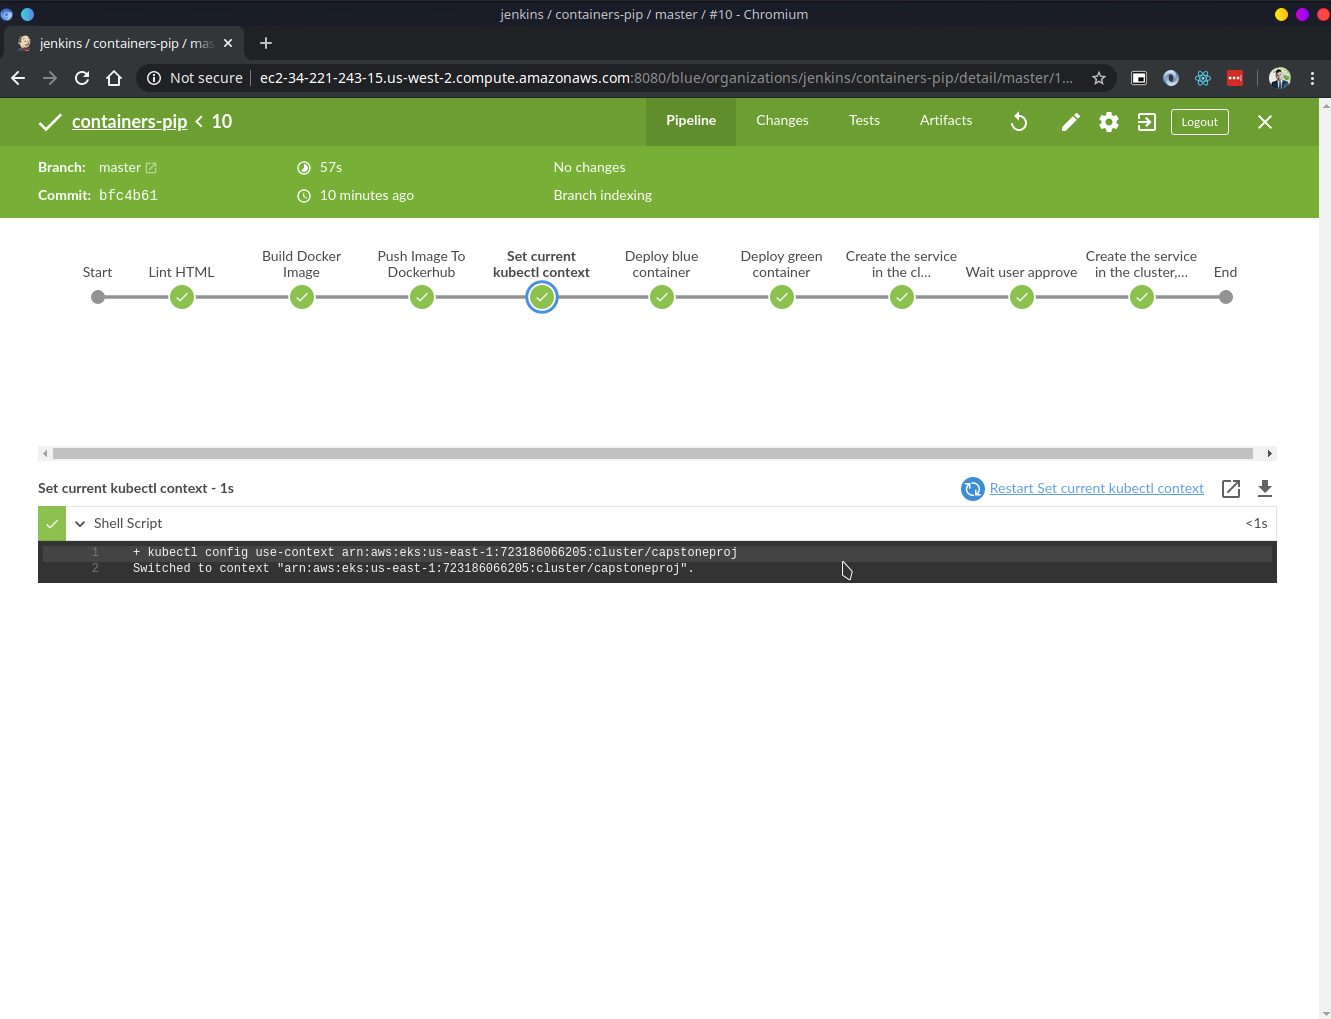 jenkins / containers-pip / master / #10 - Chromium
jenkins / containers-pip / mas
Not secure
ec2-34-221-243-15.us-west-2.compute.amazonaws.com:8080/blue/organizations/jenkins/containers-pip/detail/master/1...
containers-pip < 10
Pipeline
Changes
Tests
Artifacts
Logout
Branch: master
57s
No changes
Commit: bfc4b61
10 minutes ago
Branch indexing
Start
Lint HTML
Build Docker
Image
Push Image To
Dockerhub
Set current
kubectl context
Deploy blue
container
Deploy green
container
Create the service
in the cl...
Wait user approve
Create the service
in the cluster,...
End
Set current kubectl context - 1s
Restart Set current kubectl context
Shell Script
<1s
1 + kubectl config use-context arn:aws:eks:us-east-1:723186066205:cluster/capstoneproj
2 Switched to context "arn:aws:eks:us-east-1:723186066205:cluster/capstoneproj".